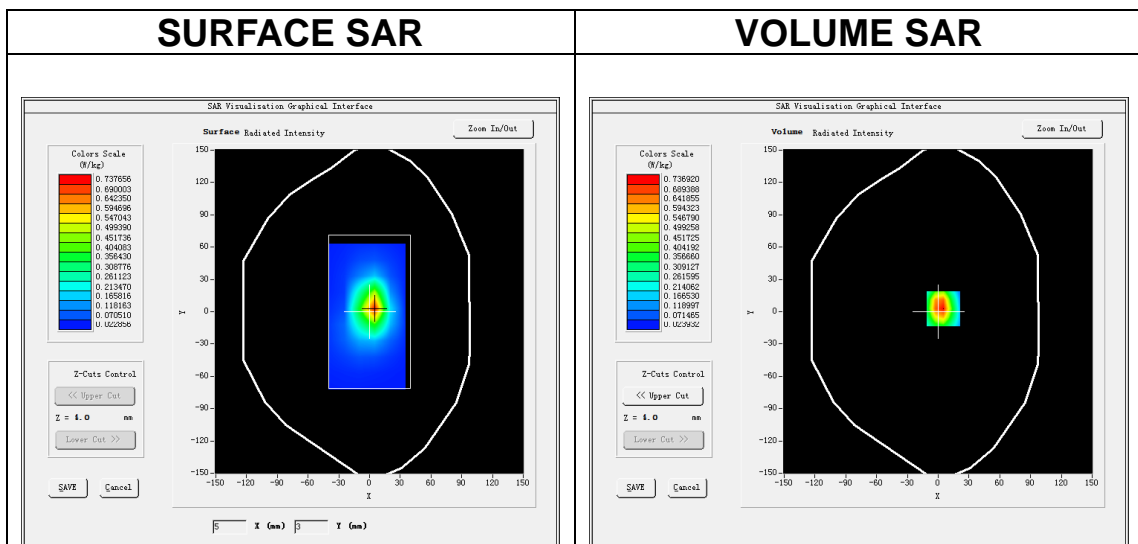 SURFACE SAR
VOLUME SAR
SAR Visualisation Graphical Interface
Surface Radiated Intensity
Zoom In/Out
Colors Scale
(W/kg)
0.737656
0.690003
0.642350
0.594696
0.547043
0.499390
0.451736
0.404083
0.356430
0.308776
0.261123
0.213470
0.165816
0.118163
0.070510
0.022856
Z-Cuts Control
<< Upper Cut
Z = 4.0 mm
Lower Cut >>
SAVE
Cancel
150
120
90
60
30
0
-30
-60
-90
-120
-150
Y
-150 -120 -90 -60 -30 0 30 60 90 120 150
X
5 X (mm) 3 Y (mm)
SAR Visualisation Graphical Interface
Volume Radiated Intensity
Zoom In/Out
Colors Scale
(W/kg)
0.736920
0.689388
0.641855
0.594323
0.546790
0.499258
0.451725
0.404192
0.356660
0.309127
0.261595
0.214062
0.166530
0.118997
0.071465
0.023932
Z-Cuts Control
<< Upper Cut
Z = 4.0 mm
Lower Cut >>
SAVE
Cancel
150
120
90
60
30
0
-30
-60
-90
-120
-150
Y
-150 -120 -90 -60 -30 0 30 60 90 120 150
X